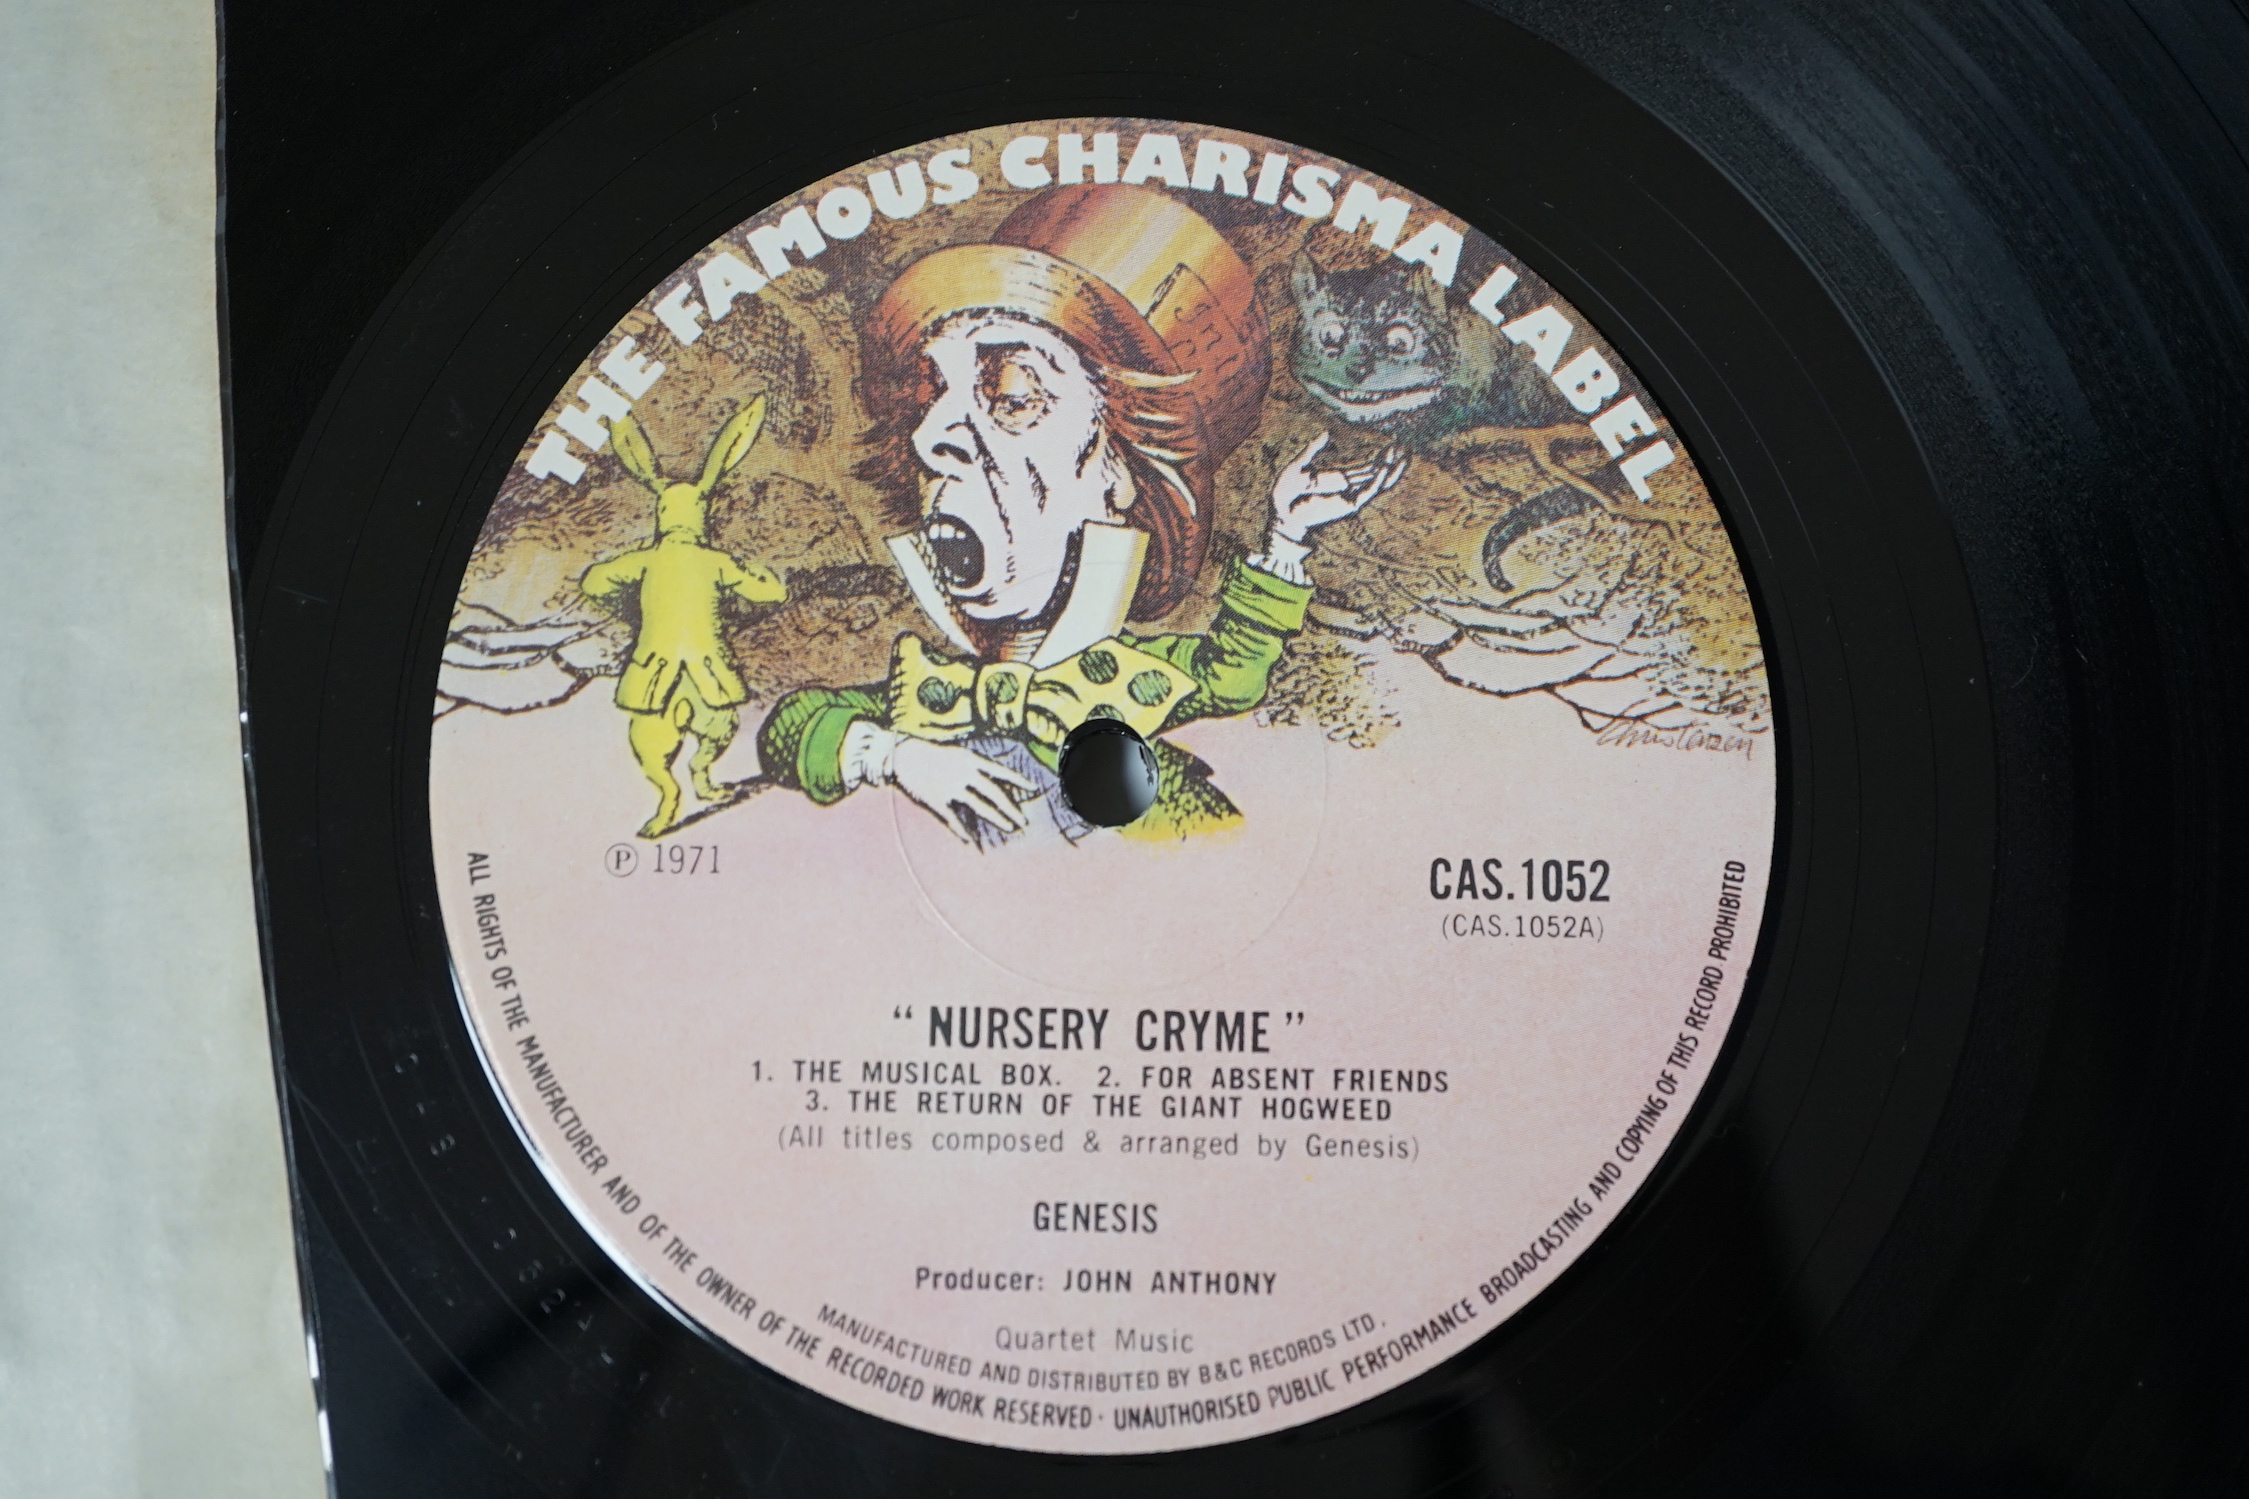 THE FAMOUS CHARISMA LABEL
Christensen
Ⓟ 1971
CAS.1052
(CAS.1052A)
“NURSERY CRYME”
1. THE MUSICAL BOX. 2. FOR ABSENT FRIENDS
3. THE RETURN OF THE GIANT HOGWEED
(All titles composed & arranged by Genesis)
GENESIS
Producer: JOHN ANTHONY
Quartet Music
MANUFACTURED AND DISTRIBUTED BY B&C RECORDS LTD.
ALL RIGHTS OF THE MANUFACTURER AND OF THE OWNER OF THE RECORDED WORK RESERVED · UNAUTHORISED PUBLIC PERFORMANCE BROADCASTING AND COPYING OF THIS RECORD PROHIBITED